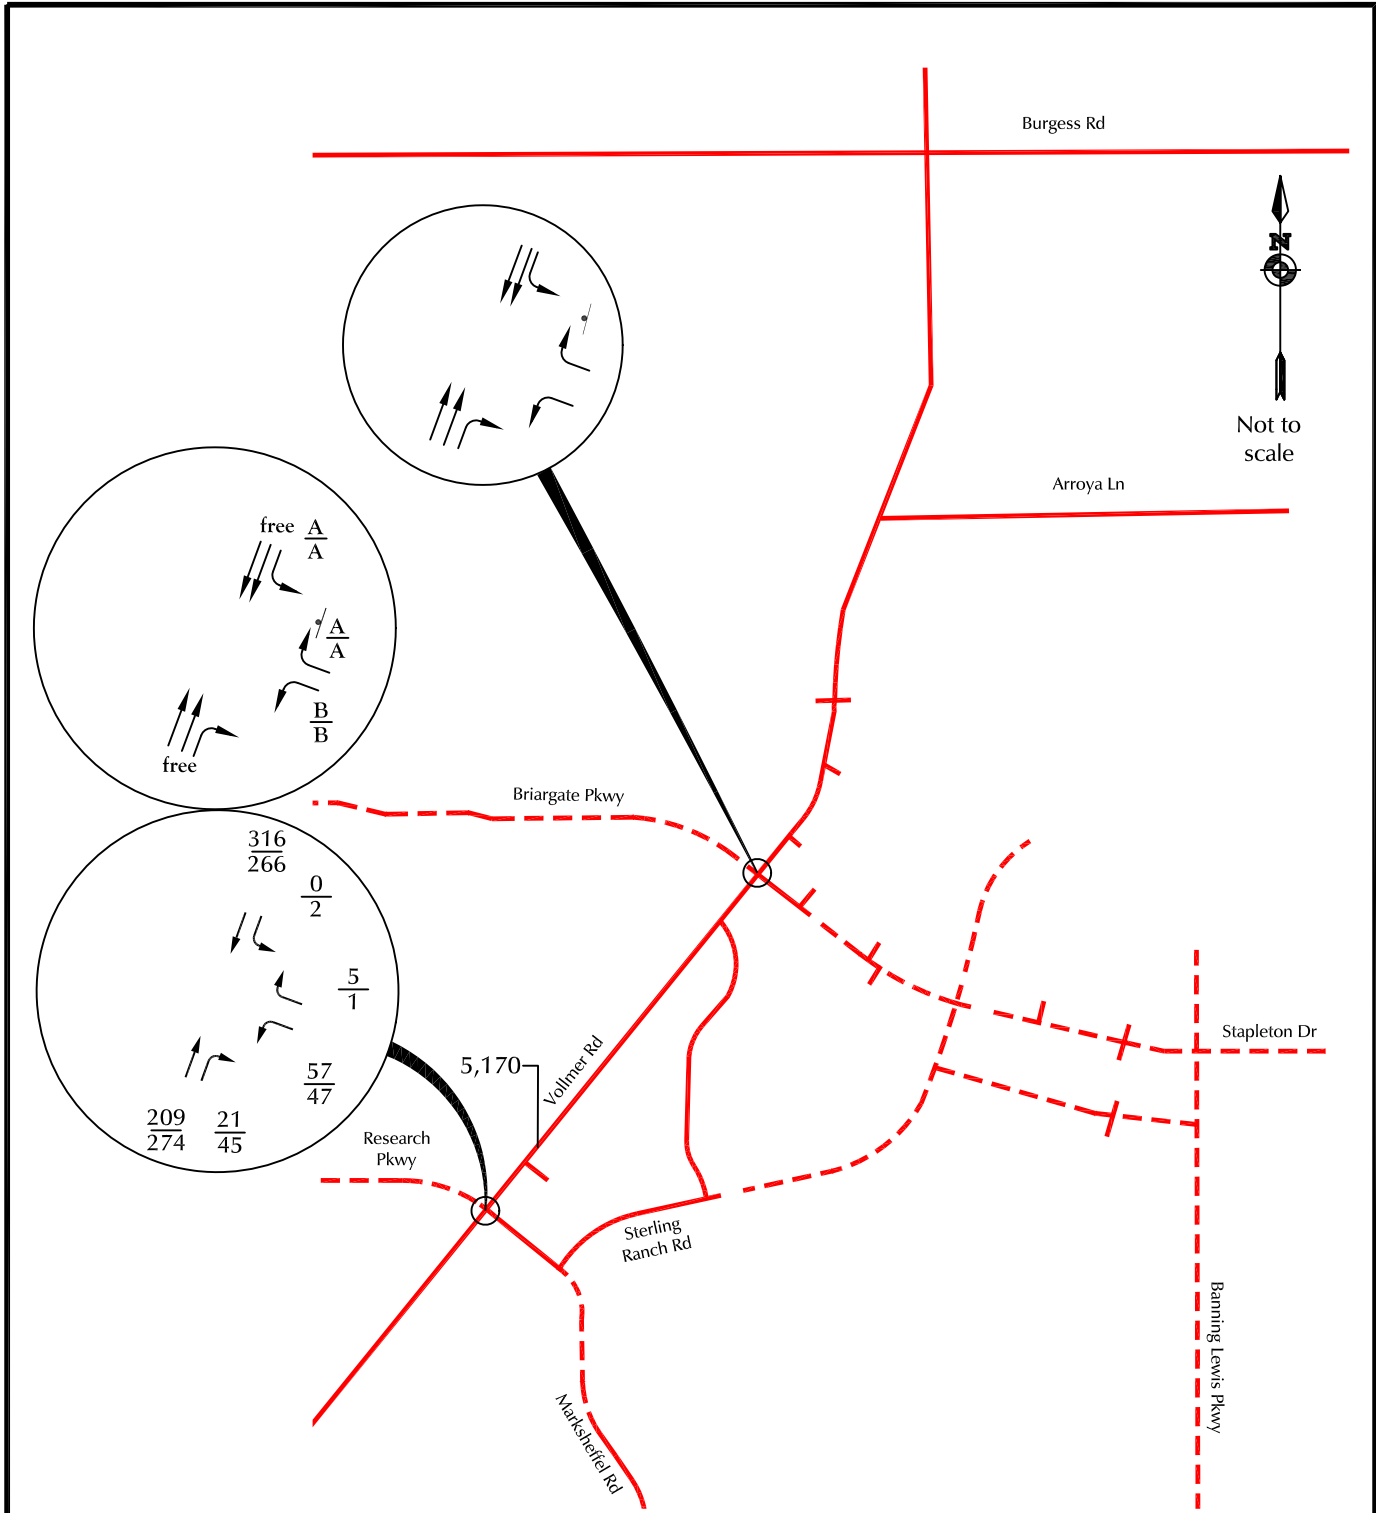 Burgess Rd
N
Not to
scale
Arroya Ln
free A
A
A
A
B
B
free
Briargate Pkwy
316
266
0
2
5
1
57
47
209
274
21
45
5,170
Vollmer Rd
Stapleton Dr
Research
Pkwy
Sterling
Ranch Rd
Banning Lewis Pkwy
Marksheffel Rd